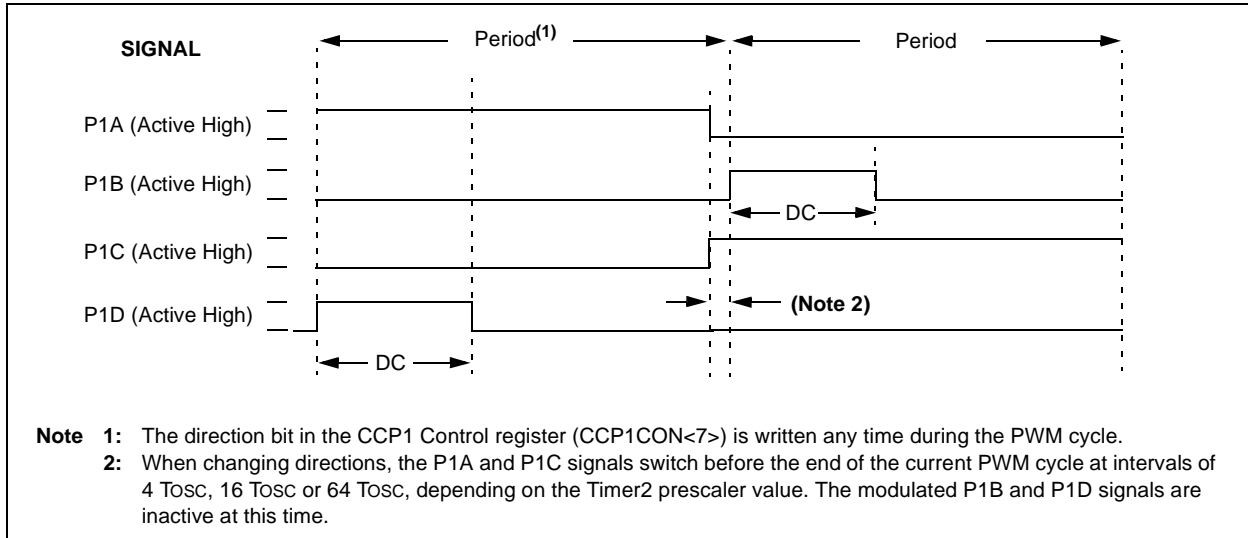 SIGNAL
Period(1)
Period
P1A (Active High)
P1B (Active High)
DC
P1C (Active High)
P1D (Active High)
(Note 2)
DC
Note 1: The direction bit in the CCP1 Control register (CCP1CON<7>) is written any time during the PWM cycle.
2: When changing directions, the P1A and P1C signals switch before the end of the current PWM cycle at intervals of
4 TOSC, 16 TOSC or 64 TOSC, depending on the Timer2 prescaler value. The modulated P1B and P1D signals are
inactive at this time.